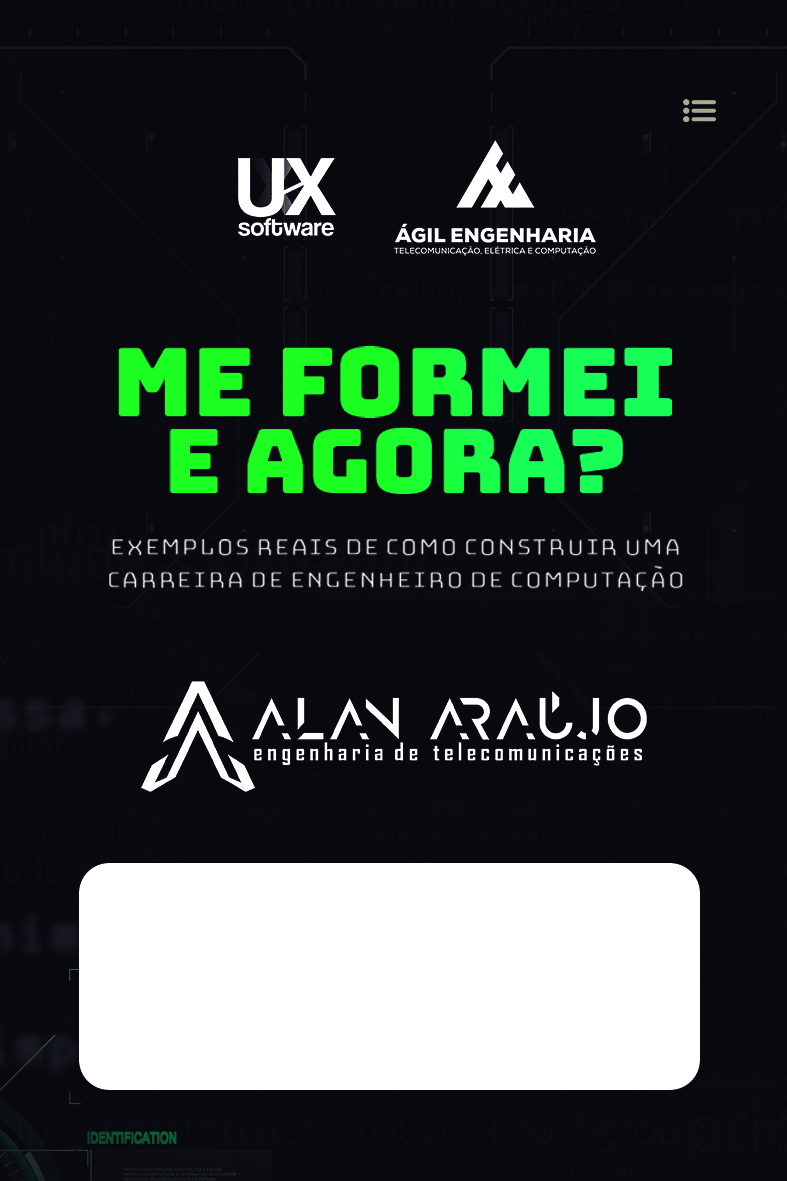 UX
software
ÁGIL ENGENHARIA
TELECOMUNICAÇÃO, ELÉTRICA E COMPUTAÇÃO
ME FORMEI
E AGORA?
EXEMPLOS REAIS DE COMO CONSTRUIR UMA
CARREIRA DE ENGENHEIRO DE COMPUTAÇÃO
ALAN ARAÚJO
engenharia de telecomunicações
IDENTIFICATION